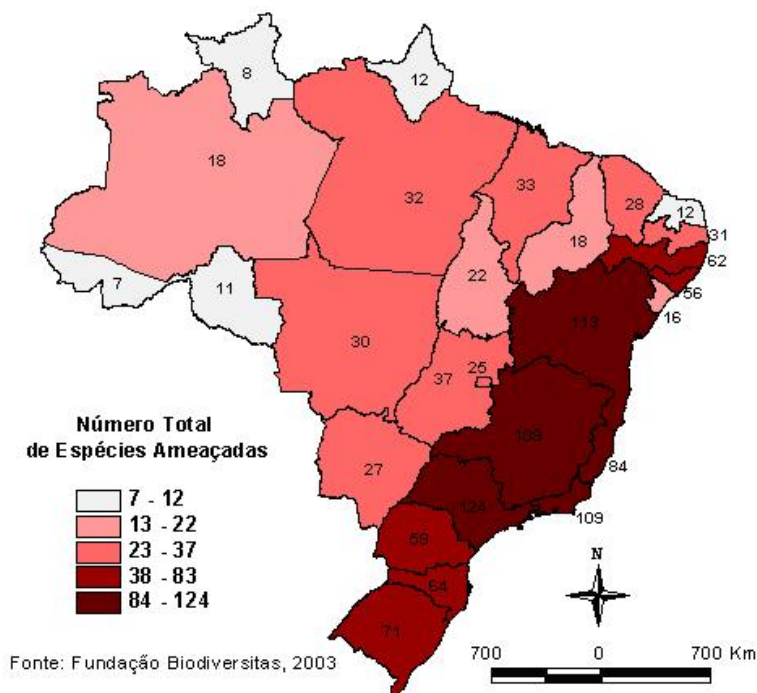 8
12
18
32
33
28
12
31
62
56
16
18
22
7
11
30
37
25
84
109
124
27
59
64
71
Número Total
de Espécies Ameaçadas
7 - 12
13 - 22
23 - 37
38 - 83
84 - 124
N
Fonte: Fundação Biodiversitas, 2003
700 0 700 Km